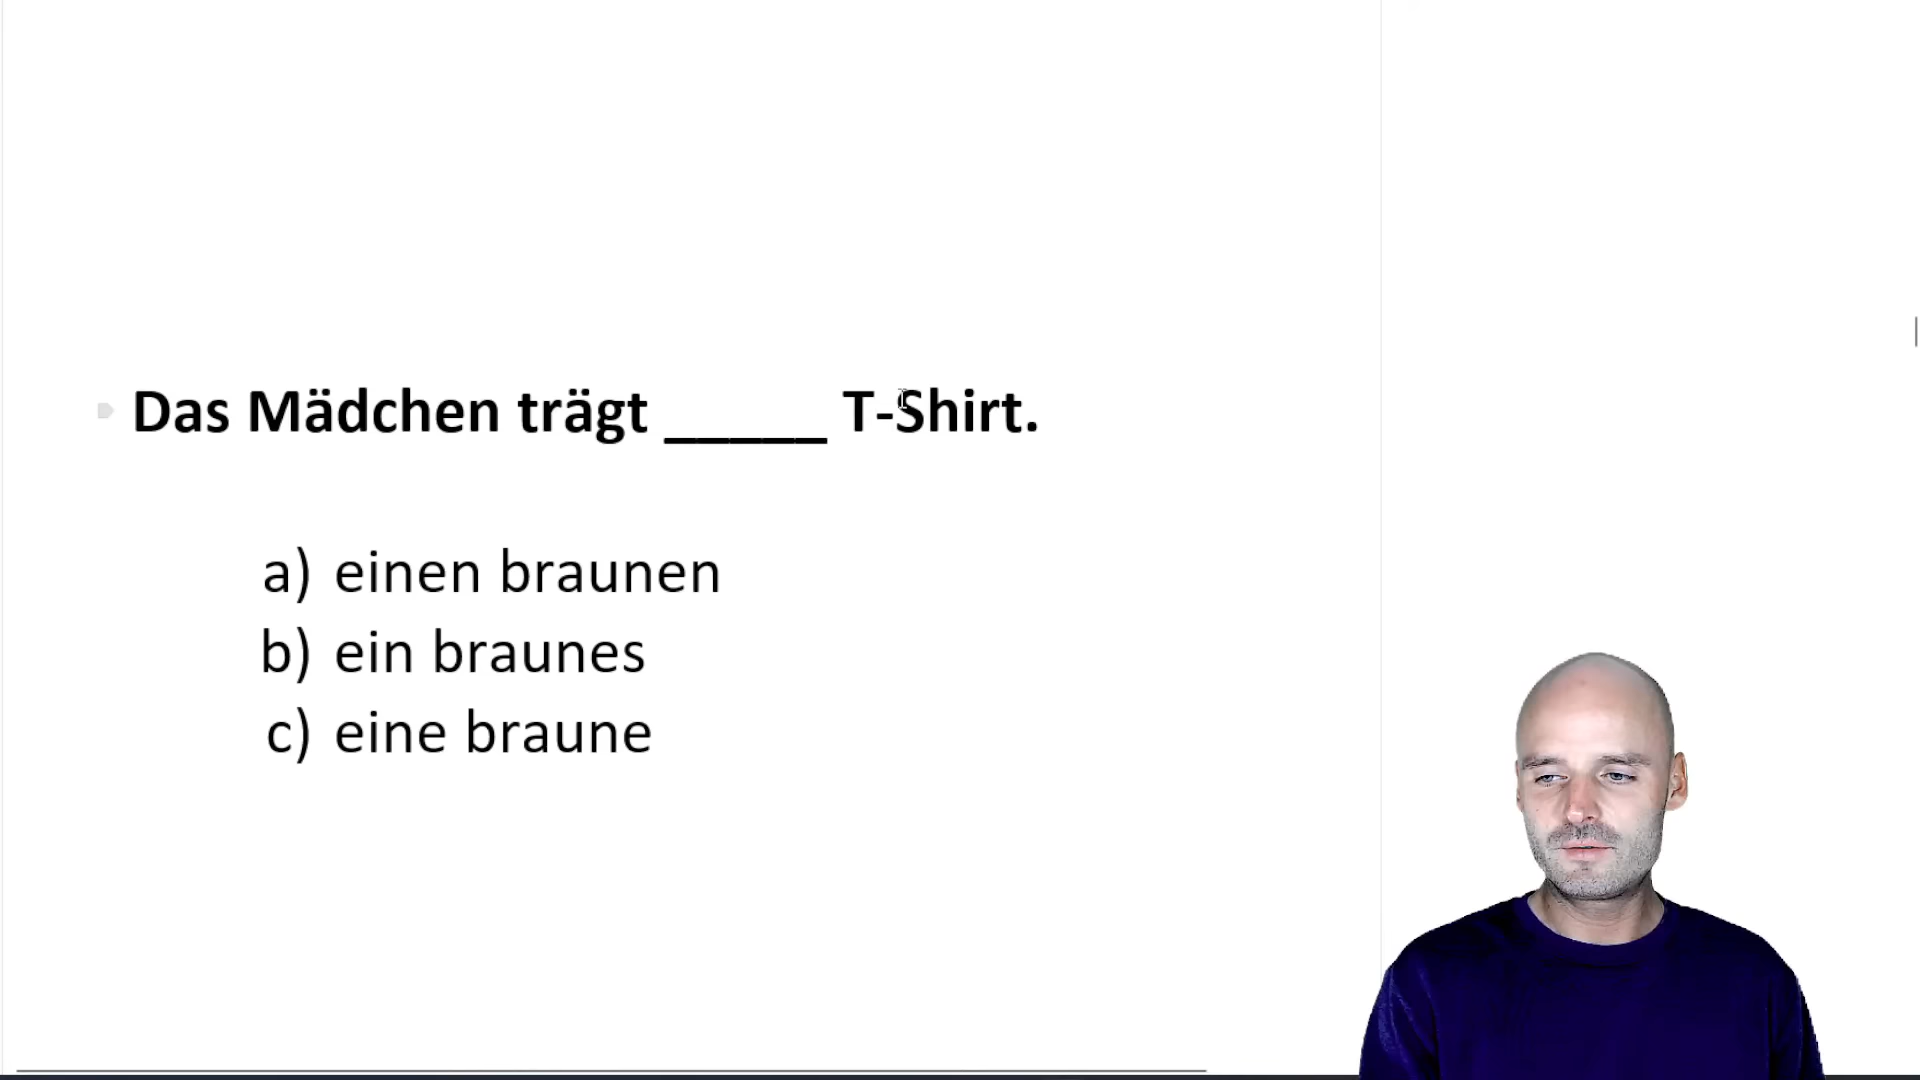 Das Mädchen trägt _____ T-Shirt.
a) einen braunen
b) ein braunes
c) eine braune